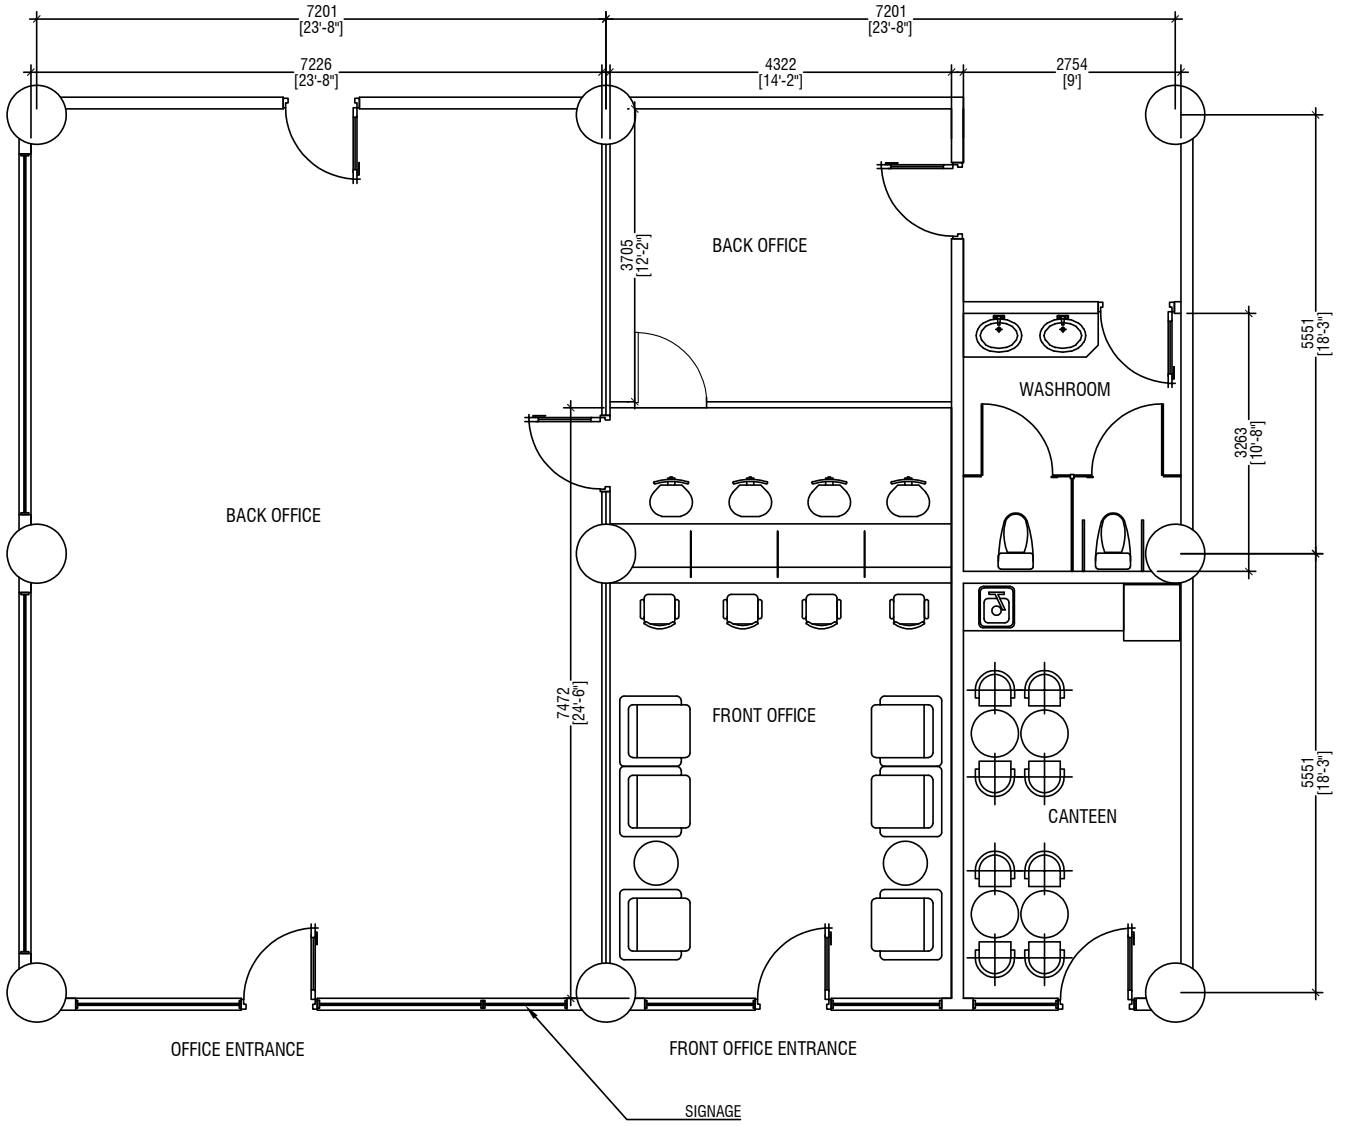 7201
[23'-8"]
7201
[23'-8"]
7226
[23'-8"]
4322
[14'-2"]
2754
[9']
3705
[12'-2"]
BACK OFFICE
5551
[18'-3"]
WASHROOM
3263
[10'-8"]
BACK OFFICE
7472
[24'-6"]
FRONT OFFICE
5551
[18'-3"]
CANTEEN
OFFICE ENTRANCE
FRONT OFFICE ENTRANCE
SIGNAGE